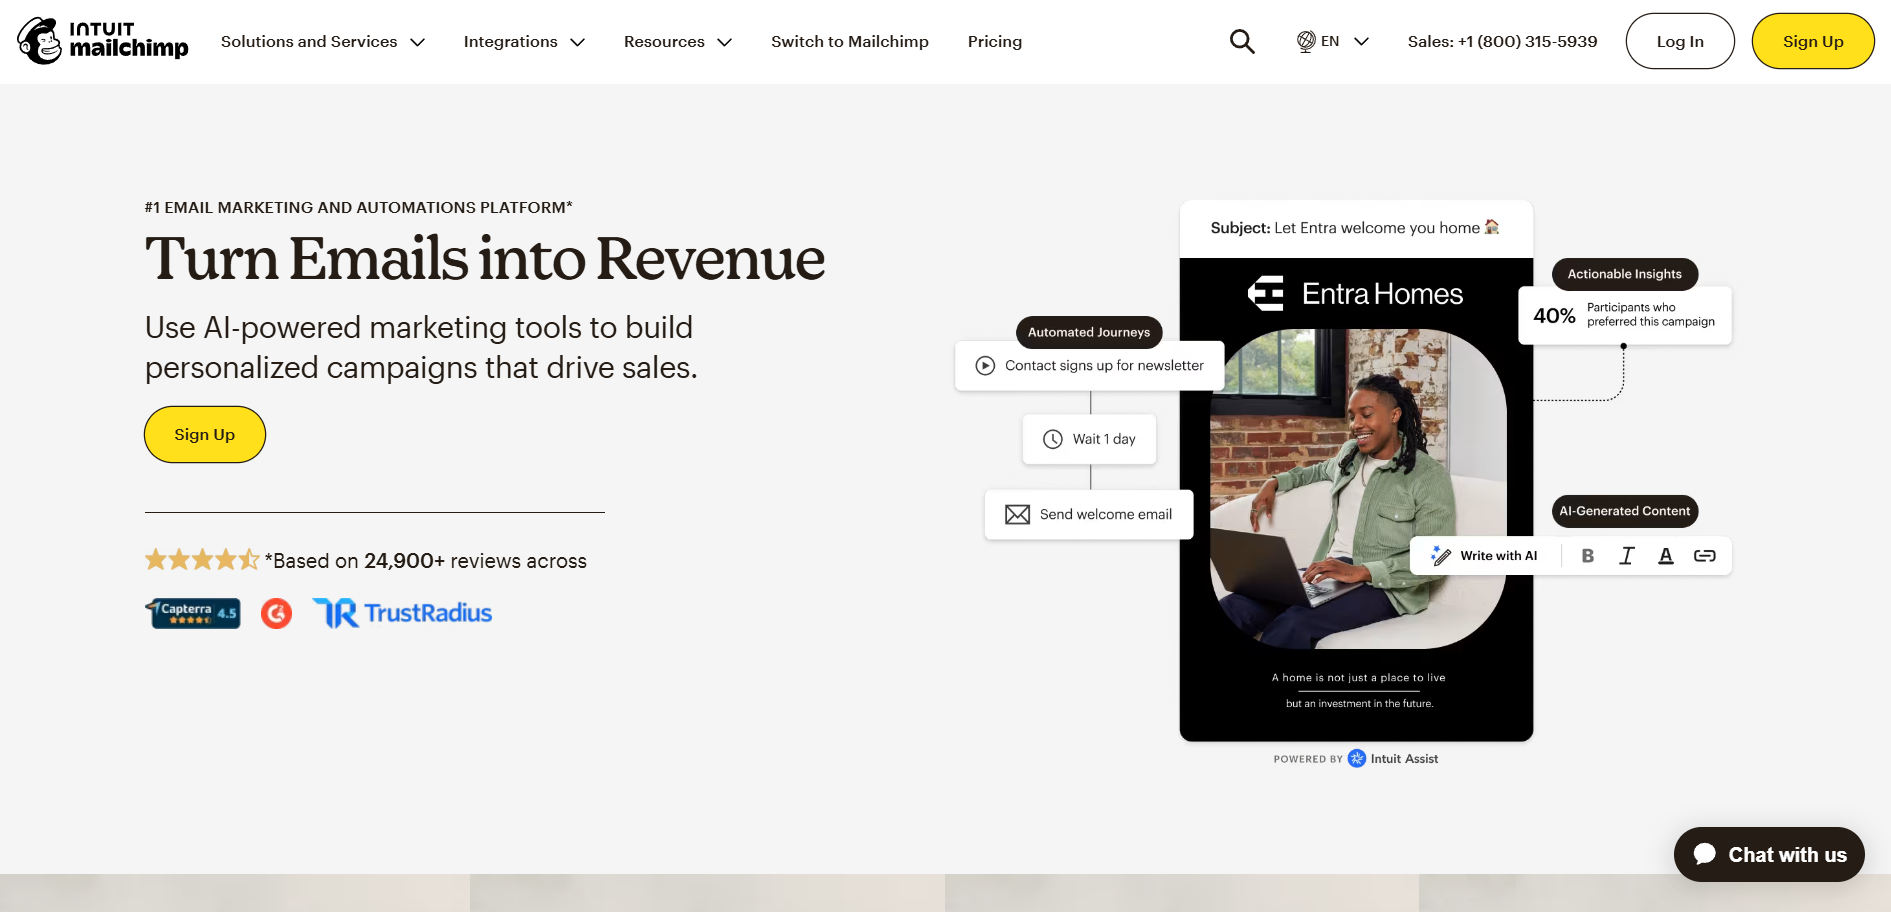 INTUIT
mailchimp
Solutions and Services
Integrations
Resources
Switch to Mailchimp
Pricing
EN
Sales: +1 (800) 315-5939
Log In
Sign Up
#1 EMAIL MARKETING AND AUTOMATIONS PLATFORM*
Turn Emails into Revenue
Use AI-powered marketing tools to build
personalized campaigns that drive sales.
Sign Up
*Based on 24,900+ reviews across
Capterra 4.5
G
TrustRadius
Subject: Let Entra welcome you home
Entra Homes
Automated Journeys
Contact signs up for newsletter
Wait 1 day
Send welcome email
Actionable Insights
40%
Participants who
preferred this campaign
AI-Generated Content
Write with AI B I A
A home is not just a place to live
but an investment in the future.
POWERED BY Intuit Assist
Chat with us